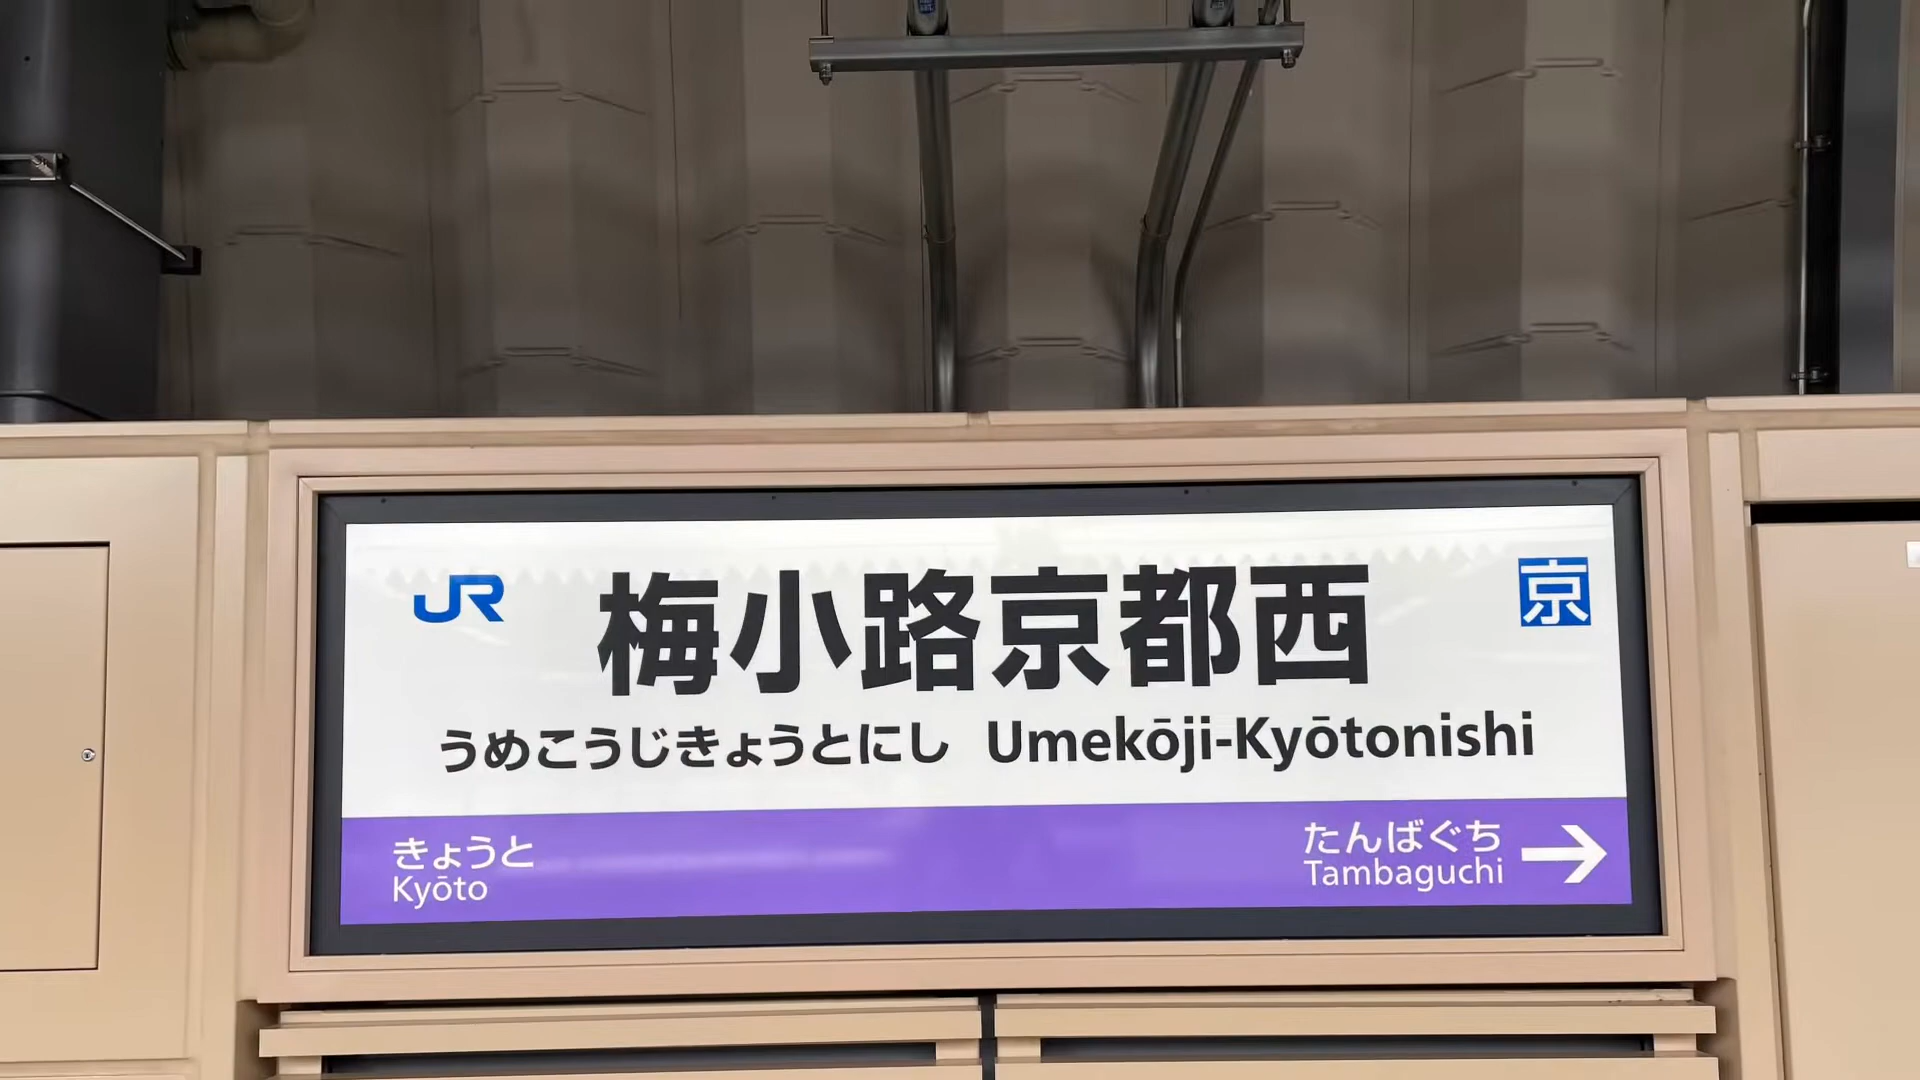 JR
梅小路京都西
京
うめこうじきょうとにし Umekōji-Kyōtonishi
きょうと
Kyōto
たんばぐち
Tambaguchi